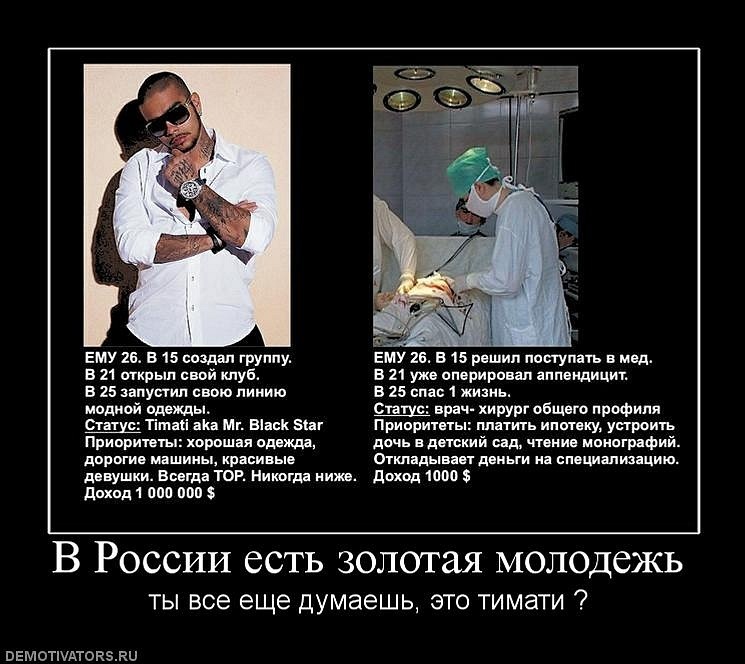 ЕМУ 26. В 15 создал группу.
В 21 открыл свой клуб.
В 25 запустил свою линию
модной одежды.
Статус: Timati aka Mr. Black Star
Приоритеты: хорошая одежда,
дорогие машины, красивые
девушки. Всегда ТОР. Никогда ниже.
Доход 1 000 000 $
ЕМУ 26. В 15 решил поступать в мед.
В 21 уже оперировал аппендицит.
В 25 спас 1 жизнь.
Статус: врач- хирург общего профиля
Приоритеты: платить ипотеку, устроить
дочь в детский сад, чтение монографий.
Откладывает деньги на специализацию.
Доход 1000 $
В России есть золотая молодежь
ты все еще думаешь, это тимати ?
DEMOTIVATORS.RU